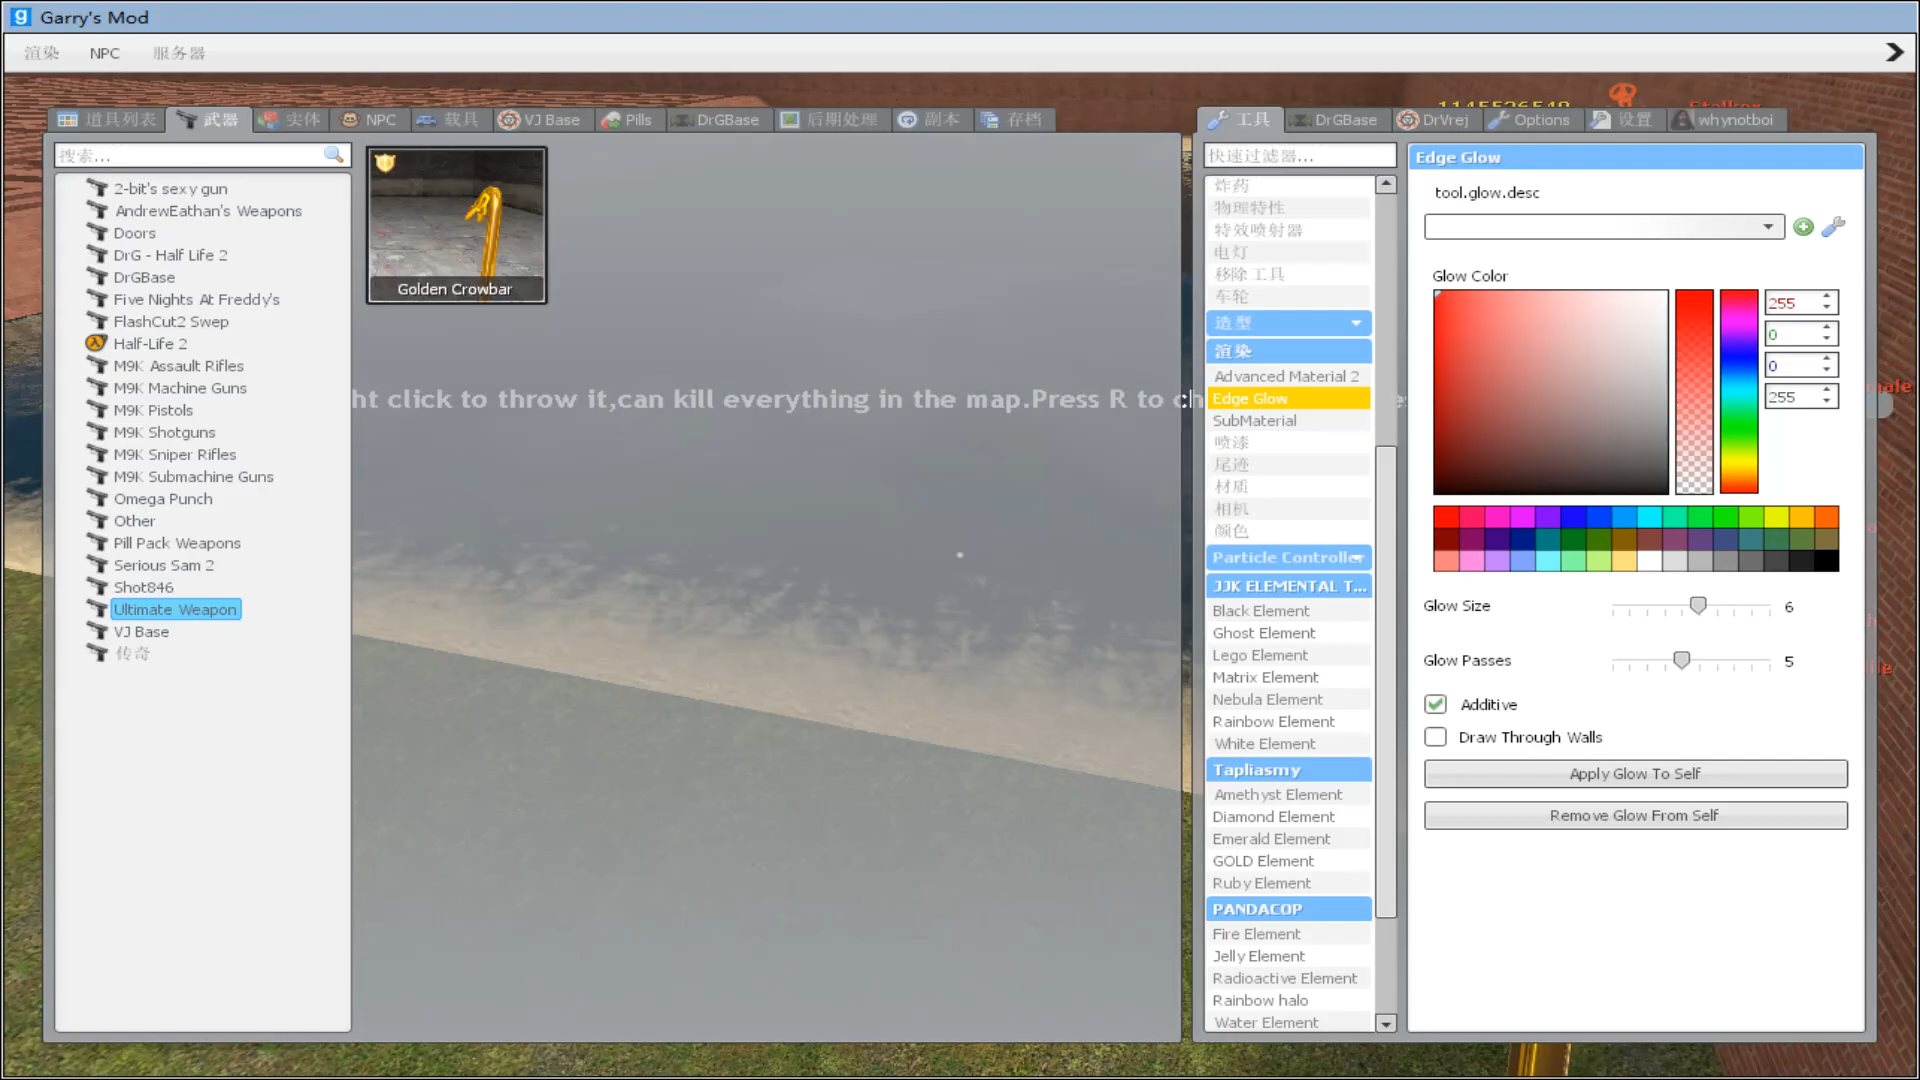 Garry's Mod
渲染 NPC 服务器
道具列表 武器 实体 NPC 载具 VJ Base Pills DrGBase 后期处理 副本 存档
工具 DrGBase DrVrej Options 设置 whynotboi
搜索...
2-bit's sexy gun
AndrewEathan's Weapons
Doors
DrG - Half Life 2
DrGBase
Five Nights At Freddy's
FlashCut2 Swep
Half-Life 2
M9K Assault Rifles
M9K Machine Guns
M9K Pistols
M9K Shotguns
M9K Sniper Rifles
M9K Submachine Guns
Omega Punch
Other
Pill Pack Weapons
Serious Sam 2
Shot846
Ultimate Weapon
VJ Base
传奇
Golden Crowbar
ht click to throw it,can kill everything in the map.Press R to ch
快速过滤器...
炸药
物理特性
特效喷射器
电灯
移除 工具
车轮
造型
渲染
Advanced Material 2
Edge Glow
SubMaterial
喷漆
尾迹
材质
相机
颜色
Particle Controller
JJK ELEMENTAL T...
Black Element
Ghost Element
Lego Element
Matrix Element
Nebula Element
Rainbow Element
White Element
Tapliasmy
Amethyst Element
Diamond Element
Emerald Element
GOLD Element
Ruby Element
PANDACOP
Fire Element
Jelly Element
Radioactive Element
Rainbow halo
Water Element
Edge Glow
tool.glow.desc
Glow Color
255
0
0
255
Glow Size 6
Glow Passes 5
Additive
Draw Through Walls
Apply Glow To Self
Remove Glow From Self